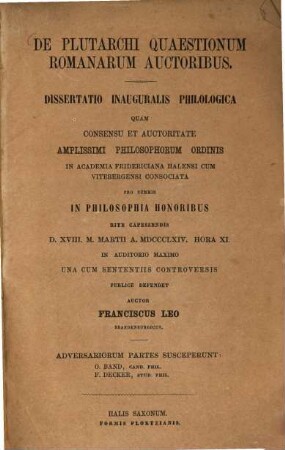 DE PLUTARCHI QUAESTIONUM
ROMANARUM AUCTORIBUS.
DISSERTATIO INAUGURALIS PHILOLOGICA
QUAM
CONSENSU ET AUCTORITATE
AMPLISSIMI PHILOSOPHORUM ORDINIS
IN ACADEMIA FRIDERICIANA HALENSI CUM
VITEBERGENSI CONSOCIATA
PRO SUMMIS
IN PHILOSOPHIA HONORIBUS
RITE CAPESSENDIS
D. XVIII. M. MARTII A. MDCCCLXIV. HORA XI
IN AUDITORIO MAXIMO
UNA CUM SENTENTIIS CONTROVERSIS
PUBLICE DEFENDET
AUCTOR
FRANCISCUS LEO
BRANDENBURGICUS.
ADVERSARIORUM PARTES SUSCEPERUNT:
O. BAND, CAND. PHIL.
F. DECKER, STUD. PHIL.
HALIS SAXONUM.
FORMIS PLOETZIANIS.